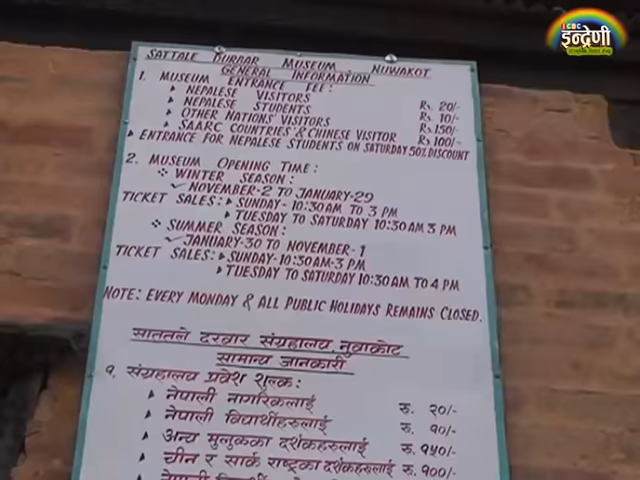 ICBC
इन्द्रेणी
SATTALE DURBAR MUSEUM NUWAKOT
GENERAL INFORMATION
1. MUSEUM ENTRANCE FEE:
▸ NEPALESE VISITORS Rs. 20/-
▸ NEPALESE STUDENTS Rs. 10/-
▸ OTHER NATIONS' VISITORS Rs. 150/-
▸ SAARC COUNTRIES & CHINESE VISITOR Rs 100/-
▸ ENTRANCE FOR NEPALESE STUDENTS ON SATURDAY 50% DISCOUNT
2. MUSEUM OPENING TIME:
❖ WINTER SEASON:
✓ NOVEMBER-2 TO JANUARY-29
TICKET SALES: ▸ SUNDAY- 10:30AM TO 3 PM
▸ TUESDAY TO SATURDAY 10:30AM 3 PM
❖ SUMMER SEASON:
✓ JANUARY-30 TO NOVEMBER-1
TICKET SALES: ▸ SUNDAY-10:30AM-3 PM
▸ TUESDAY TO SATURDAY 10:30AM TO 4 PM
NOTE: EVERY MONDAY & ALL PUBLIC HOLIDAYS REMAINS CLOSED.
साततले दरवार संग्रहालय, नुवाकोट
सामान्य जानकारी
१. संग्रहालय प्रवेश शुल्क:
▸ नेपाली नागरिकलाई रु. २०/-
▸ नेपाली विद्यार्थीहरुलाई रु. १०/-
▸ अन्य मुलुकका दर्शकहरुलाई रु. १५०/-
▸ चीन र सार्क राष्ट्रका दर्शकहरुलाई रु. १००/-